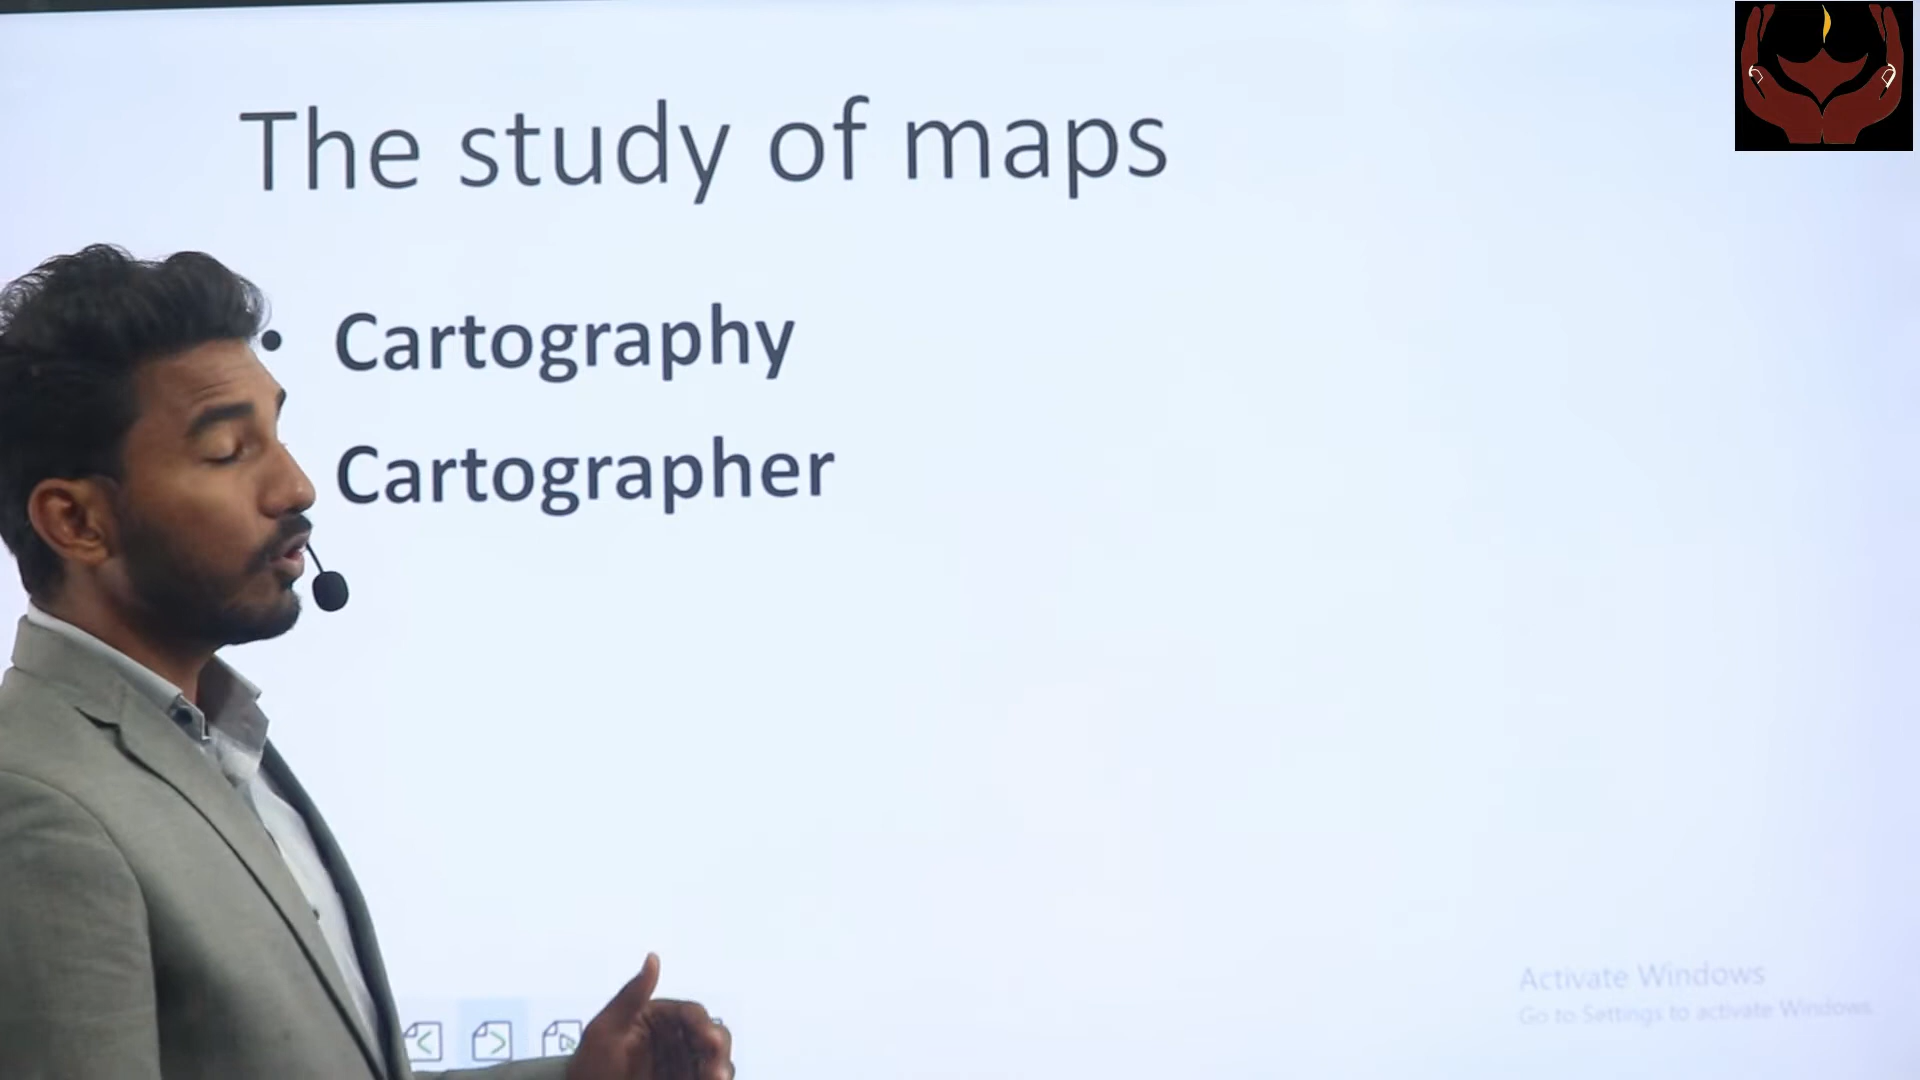 The study of maps
• Cartography
Cartographer
Activate Windows
Go to Settings to activate Windows.